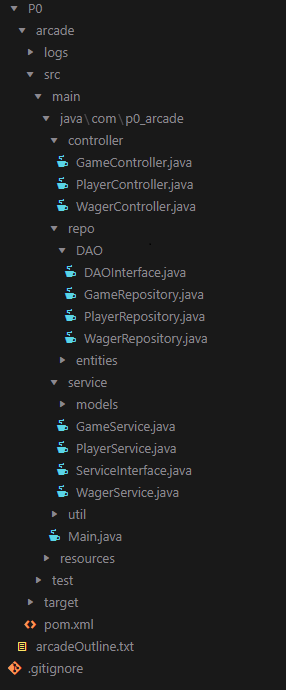 P0
arcade
logs
src
main
java\com\p0_arcade
controller
GameController.java
PlayerController.java
WagerController.java
repo
DAO
DAOInterface.java
GameRepository.java
PlayerRepository.java
WagerRepository.java
entities
service
models
GameService.java
PlayerService.java
ServiceInterface.java
WagerService.java
util
Main.java
resources
test
target
pom.xml
arcadeOutline.txt
.gitignore